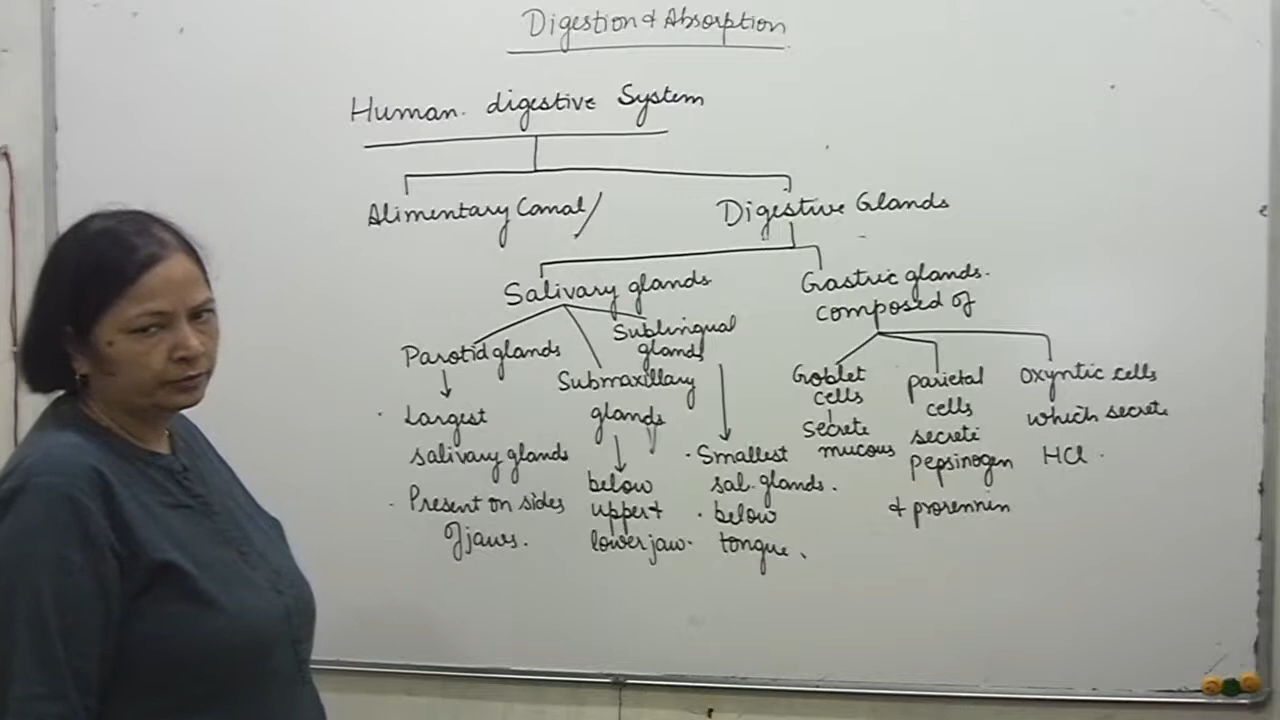 Digestion & Absorption
Human. digestive System
Alimentary Canal/
Digestive Glands
Salivary glands
Parotid glands
Largest
salivary glands
Present on sides
of jaws.
Submaxillary
glands
below
upper &
lower jaw.
Sublingual
glands
Smallest
sal. glands.
below
tongue.
Gastric glands.
composed of
Goblet
cells
secrete
mucous
parietal
cells
secrete
pepsinogen
& prorennin
oxyntic cells
which secrete
HCl.